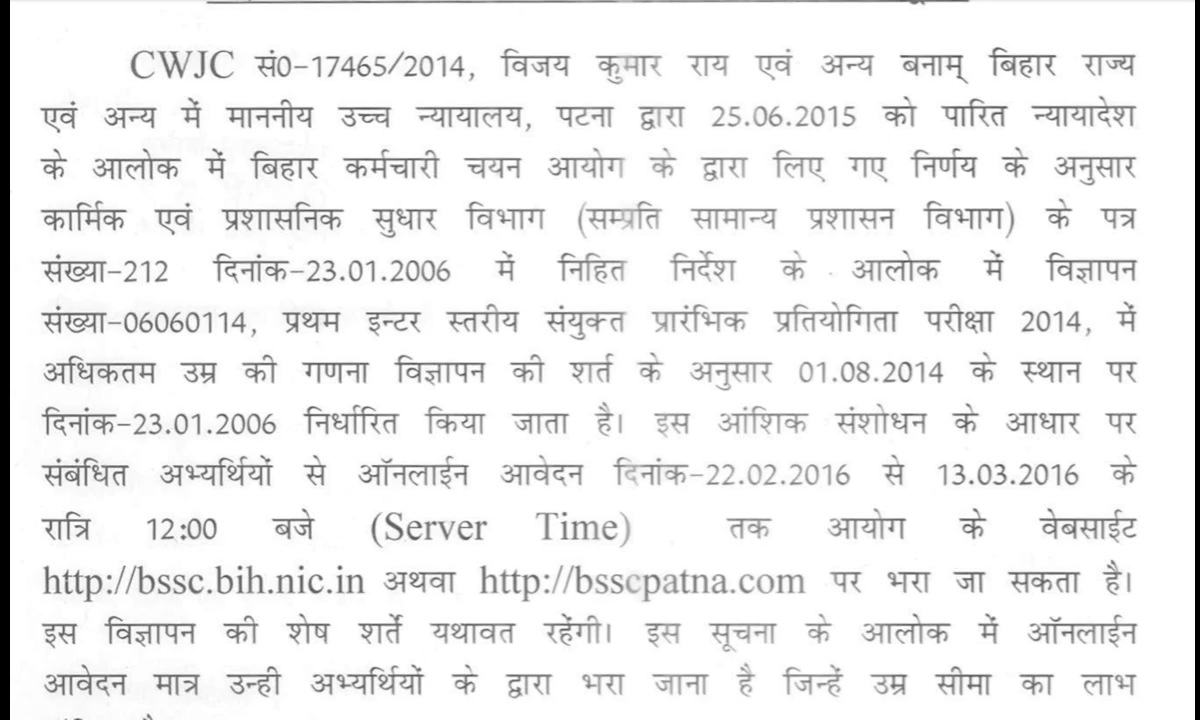 CWJC सं0-17465/2014, विजय कुमार राय एवं अन्य बनाम् बिहार राज्य
एवं अन्य में माननीय उच्च न्यायालय, पटना द्वारा 25.06.2015 को पारित न्यायादेश
के आलोक में बिहार कर्मचारी चयन आयोग के द्वारा लिए गए निर्णय के अनुसार
कार्मिक एवं प्रशासनिक सुधार विभाग (सम्प्रति सामान्य प्रशासन विभाग) के पत्र
संख्या-212 दिनांक-23.01.2006 में निहित निर्देश के आलोक में विज्ञापन
संख्या-06060114, प्रथम इन्टर स्तरीय संयुक्त प्रारंभिक प्रतियोगिता परीक्षा 2014, में
अधिकतम उम्र की गणना विज्ञापन की शर्त के अनुसार 01.08.2014 के स्थान पर
दिनांक-23.01.2006 निर्धारित किया जाता है। इस आंशिक संशोधन के आधार पर
संबंधित अभ्यर्थियों से ऑनलाईन आवेदन दिनांक-22.02.2016 से 13.03.2016 के
रात्रि 12:00 बजे (Server Time) तक आयोग के वेबसाईट
http://bssc.bih.nic.in अथवा http://bsscpatna.com पर भरा जा सकता है।
इस विज्ञापन की शेष शर्तें यथावत रहेंगी। इस सूचना के आलोक में ऑनलाईन
आवेदन मात्र उन्ही अभ्यर्थियों के द्वारा भरा जाना है जिन्हें उम्र सीमा का लाभ